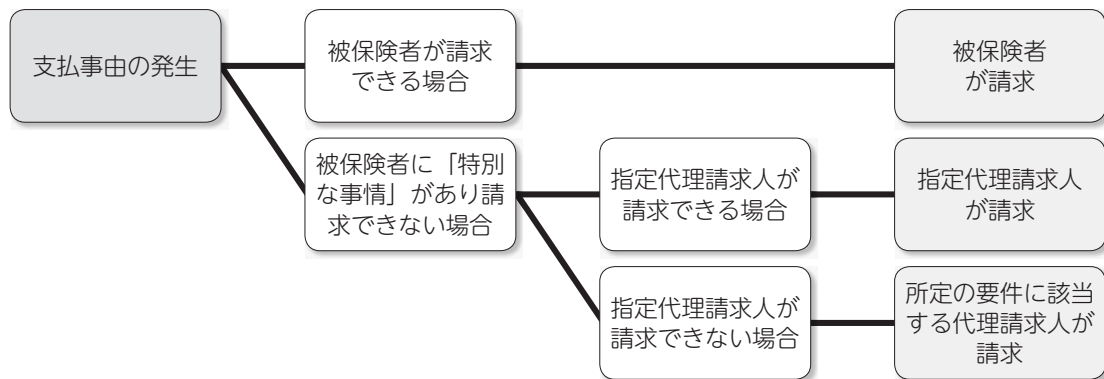 支払事由の発生
被保険者が請求
できる場合
被保険者
が請求
被保険者に「特別
な事情」があり請
求できない場合
指定代理請求人が
請求できる場合
指定代理請求人
が請求
指定代理請求人が
請求できない場合
所定の要件に該当
する代理請求人が
請求